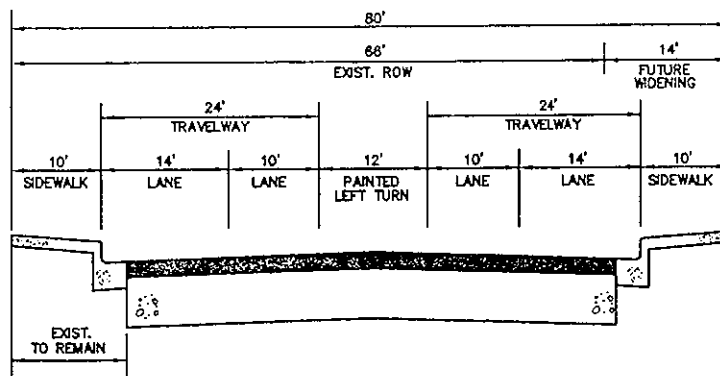 80'
66'
EXIST. ROW
14'
FUTURE
WIDENING
24'
TRAVELWAY
24'
TRAVELWAY
10'
SIDEWALK
14'
LANE
10'
LANE
12'
PAINTED
LEFT TURN
10'
LANE
14'
LANE
10'
SIDEWALK
EXIST.
TO REMAIN